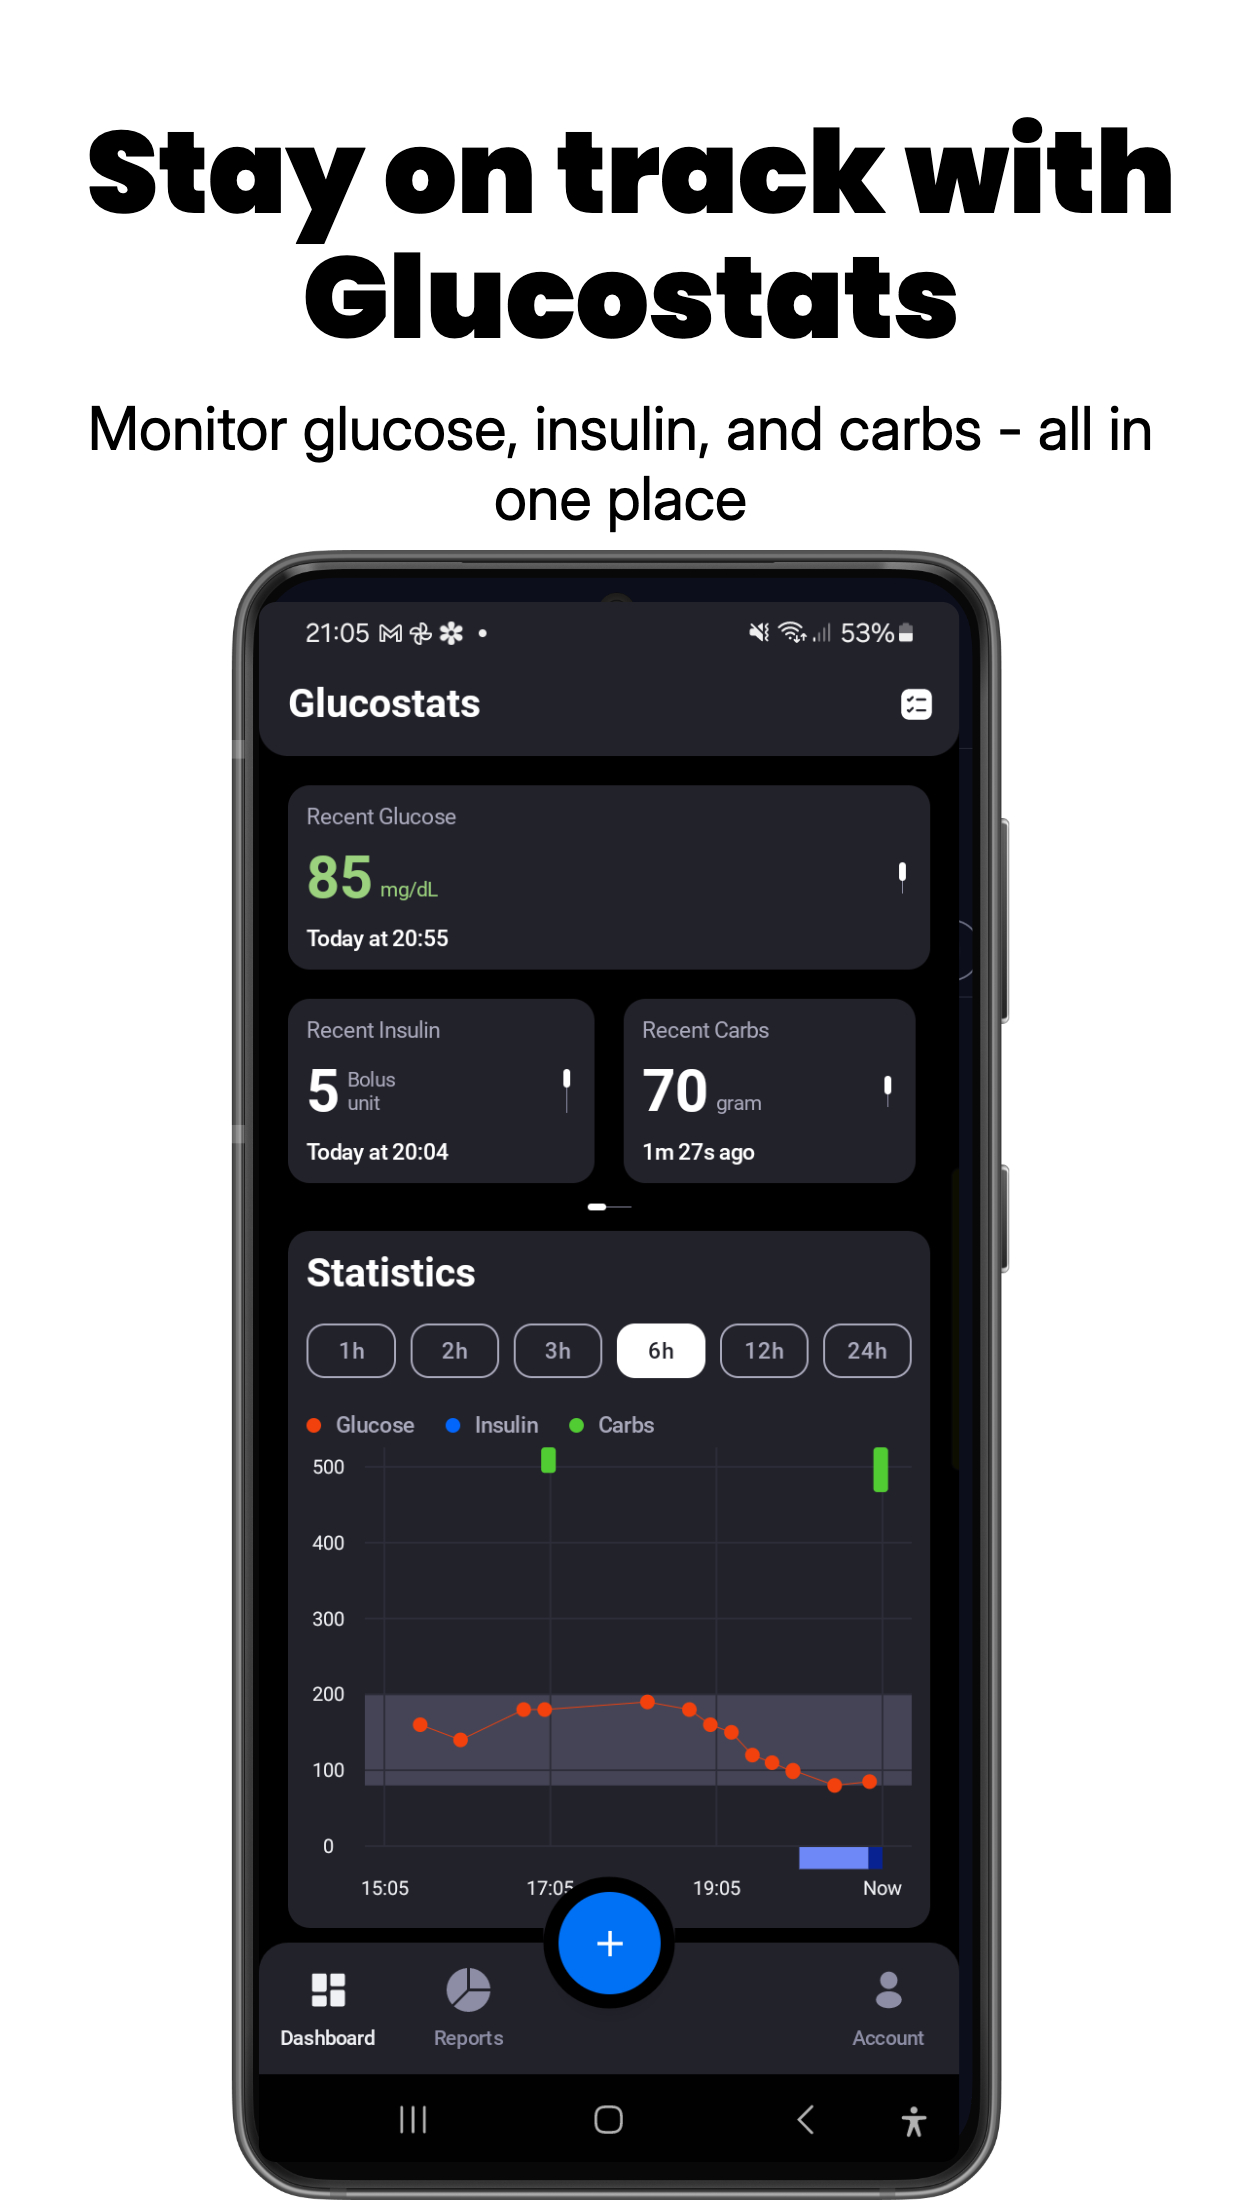 Stay on track with
Glucostats
Monitor glucose, insulin, and carbs - all in
one place
21:05
53%
Glucostats
Recent Glucose
85 mg/dL
Today at 20:55
Recent Insulin
5 Bolus unit
Today at 20:04
Recent Carbs
70 gram
1m 27s ago
Statistics
1h 2h 3h 6h 12h 24h
Glucose Insulin Carbs
500
400
300
200
100
0
15:05 17:05 19:05 Now
Dashboard Reports Account